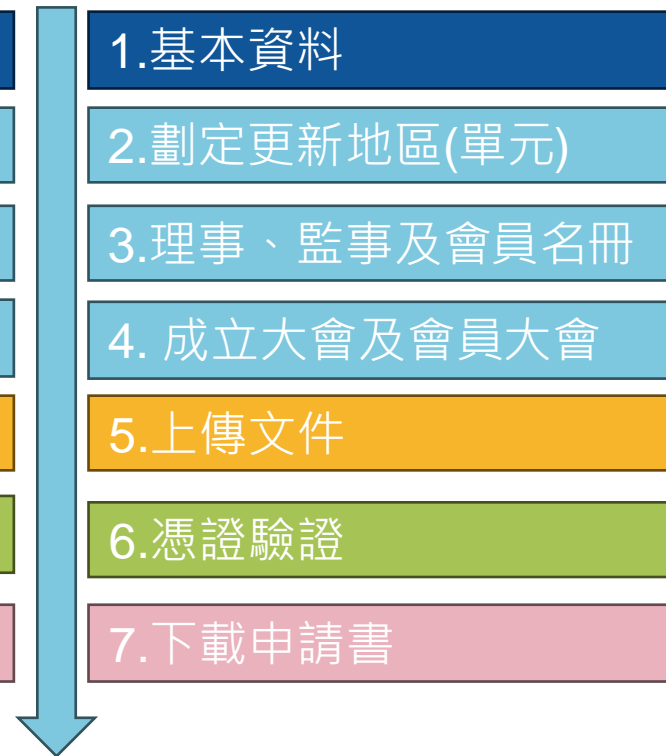 1.基本資料
2.劃定更新地區(單元)
3.理事、監事及會員名冊
4. 成立大會及會員大會
5.上傳文件
6.憑證驗證
7.下載申請書